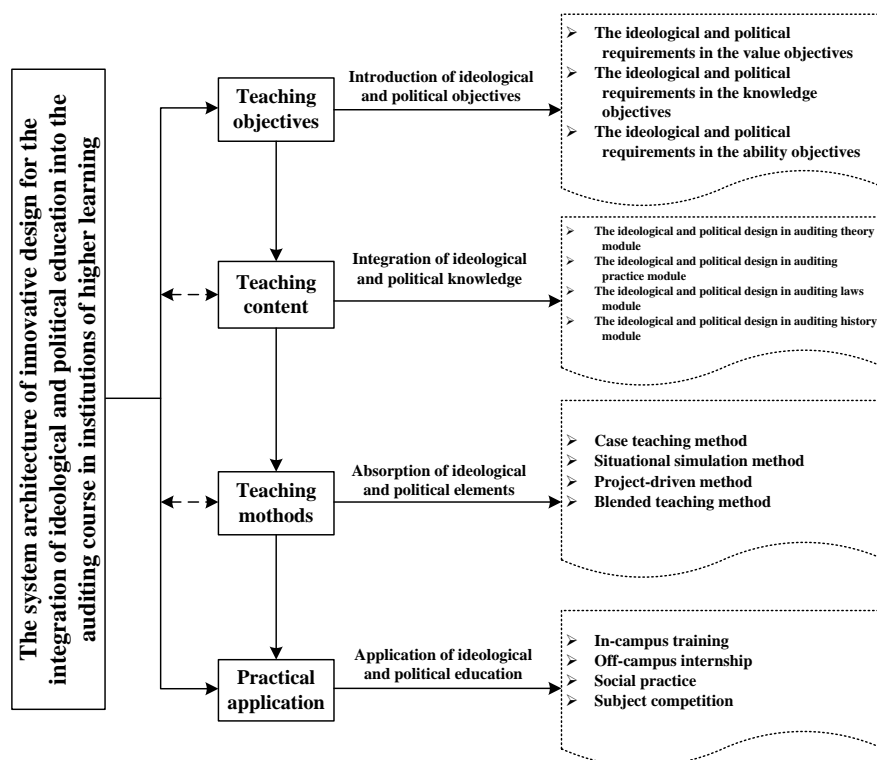 The system architecture of innovative design for the
integration of ideological and political education into the
auditing course in institutions of higher learning
Teaching
objectives
Introduction of ideological
and political objectives
➢ The ideological and political
requirements in the value objectives
➢ The ideological and political
requirements in the knowledge
objectives
➢ The ideological and political
requirements in the ability objectives
Teaching
content
Integration of ideological
and political knowledge
➢ The ideological and political design in auditing theory
module
➢ The ideological and political design in auditing
practice module
➢ The ideological and political design in auditing laws
module
➢ The ideological and political design in auditing history
module
Teaching
mothods
Absorption of ideological
and political elements
➢ Case teaching method
➢ Situational simulation method
➢ Project-driven method
➢ Blended teaching method
Practical
application
Application of ideological
and political education
➢ In-campus training
➢ Off-campus internship
➢ Social practice
➢ Subject competition